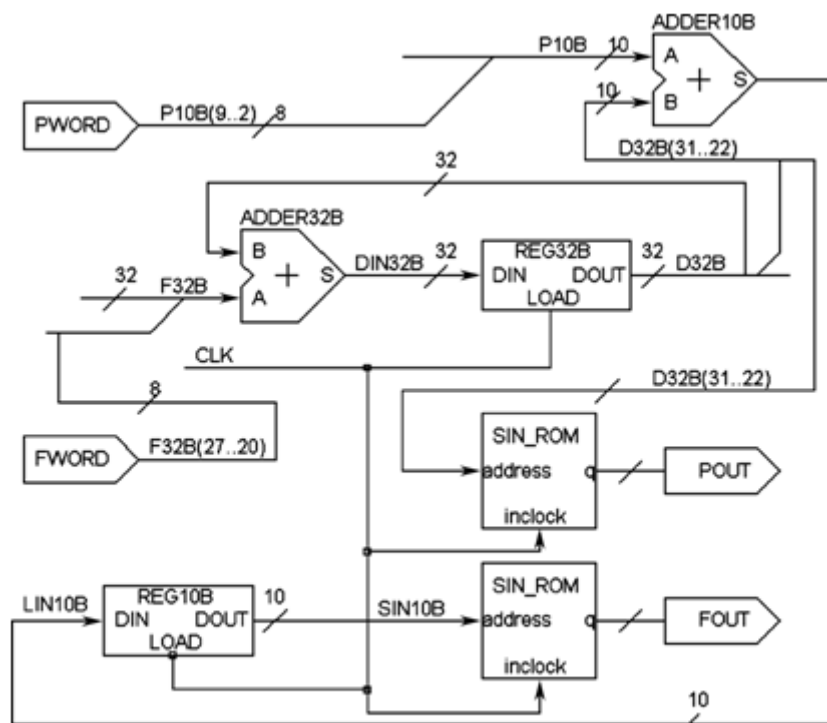 ADDER10B
P10B
10
A
B
+
S
10
PWORD
P10B(9..2)
8
D32B(31..22)
32
ADDER32B
B
A
+
S
DIN32B
32
REG32B
DIN
DOUT
LOAD
32
D32B
32
F32B
CLK
8
FWORD
F32B(27..20)
D32B(31..22)
SIN_ROM
address
q
inclock
POUT
LIN10B
REG10B
DIN
DOUT
LOAD
10
SIN10B
SIN_ROM
address
q
inclock
FOUT
10